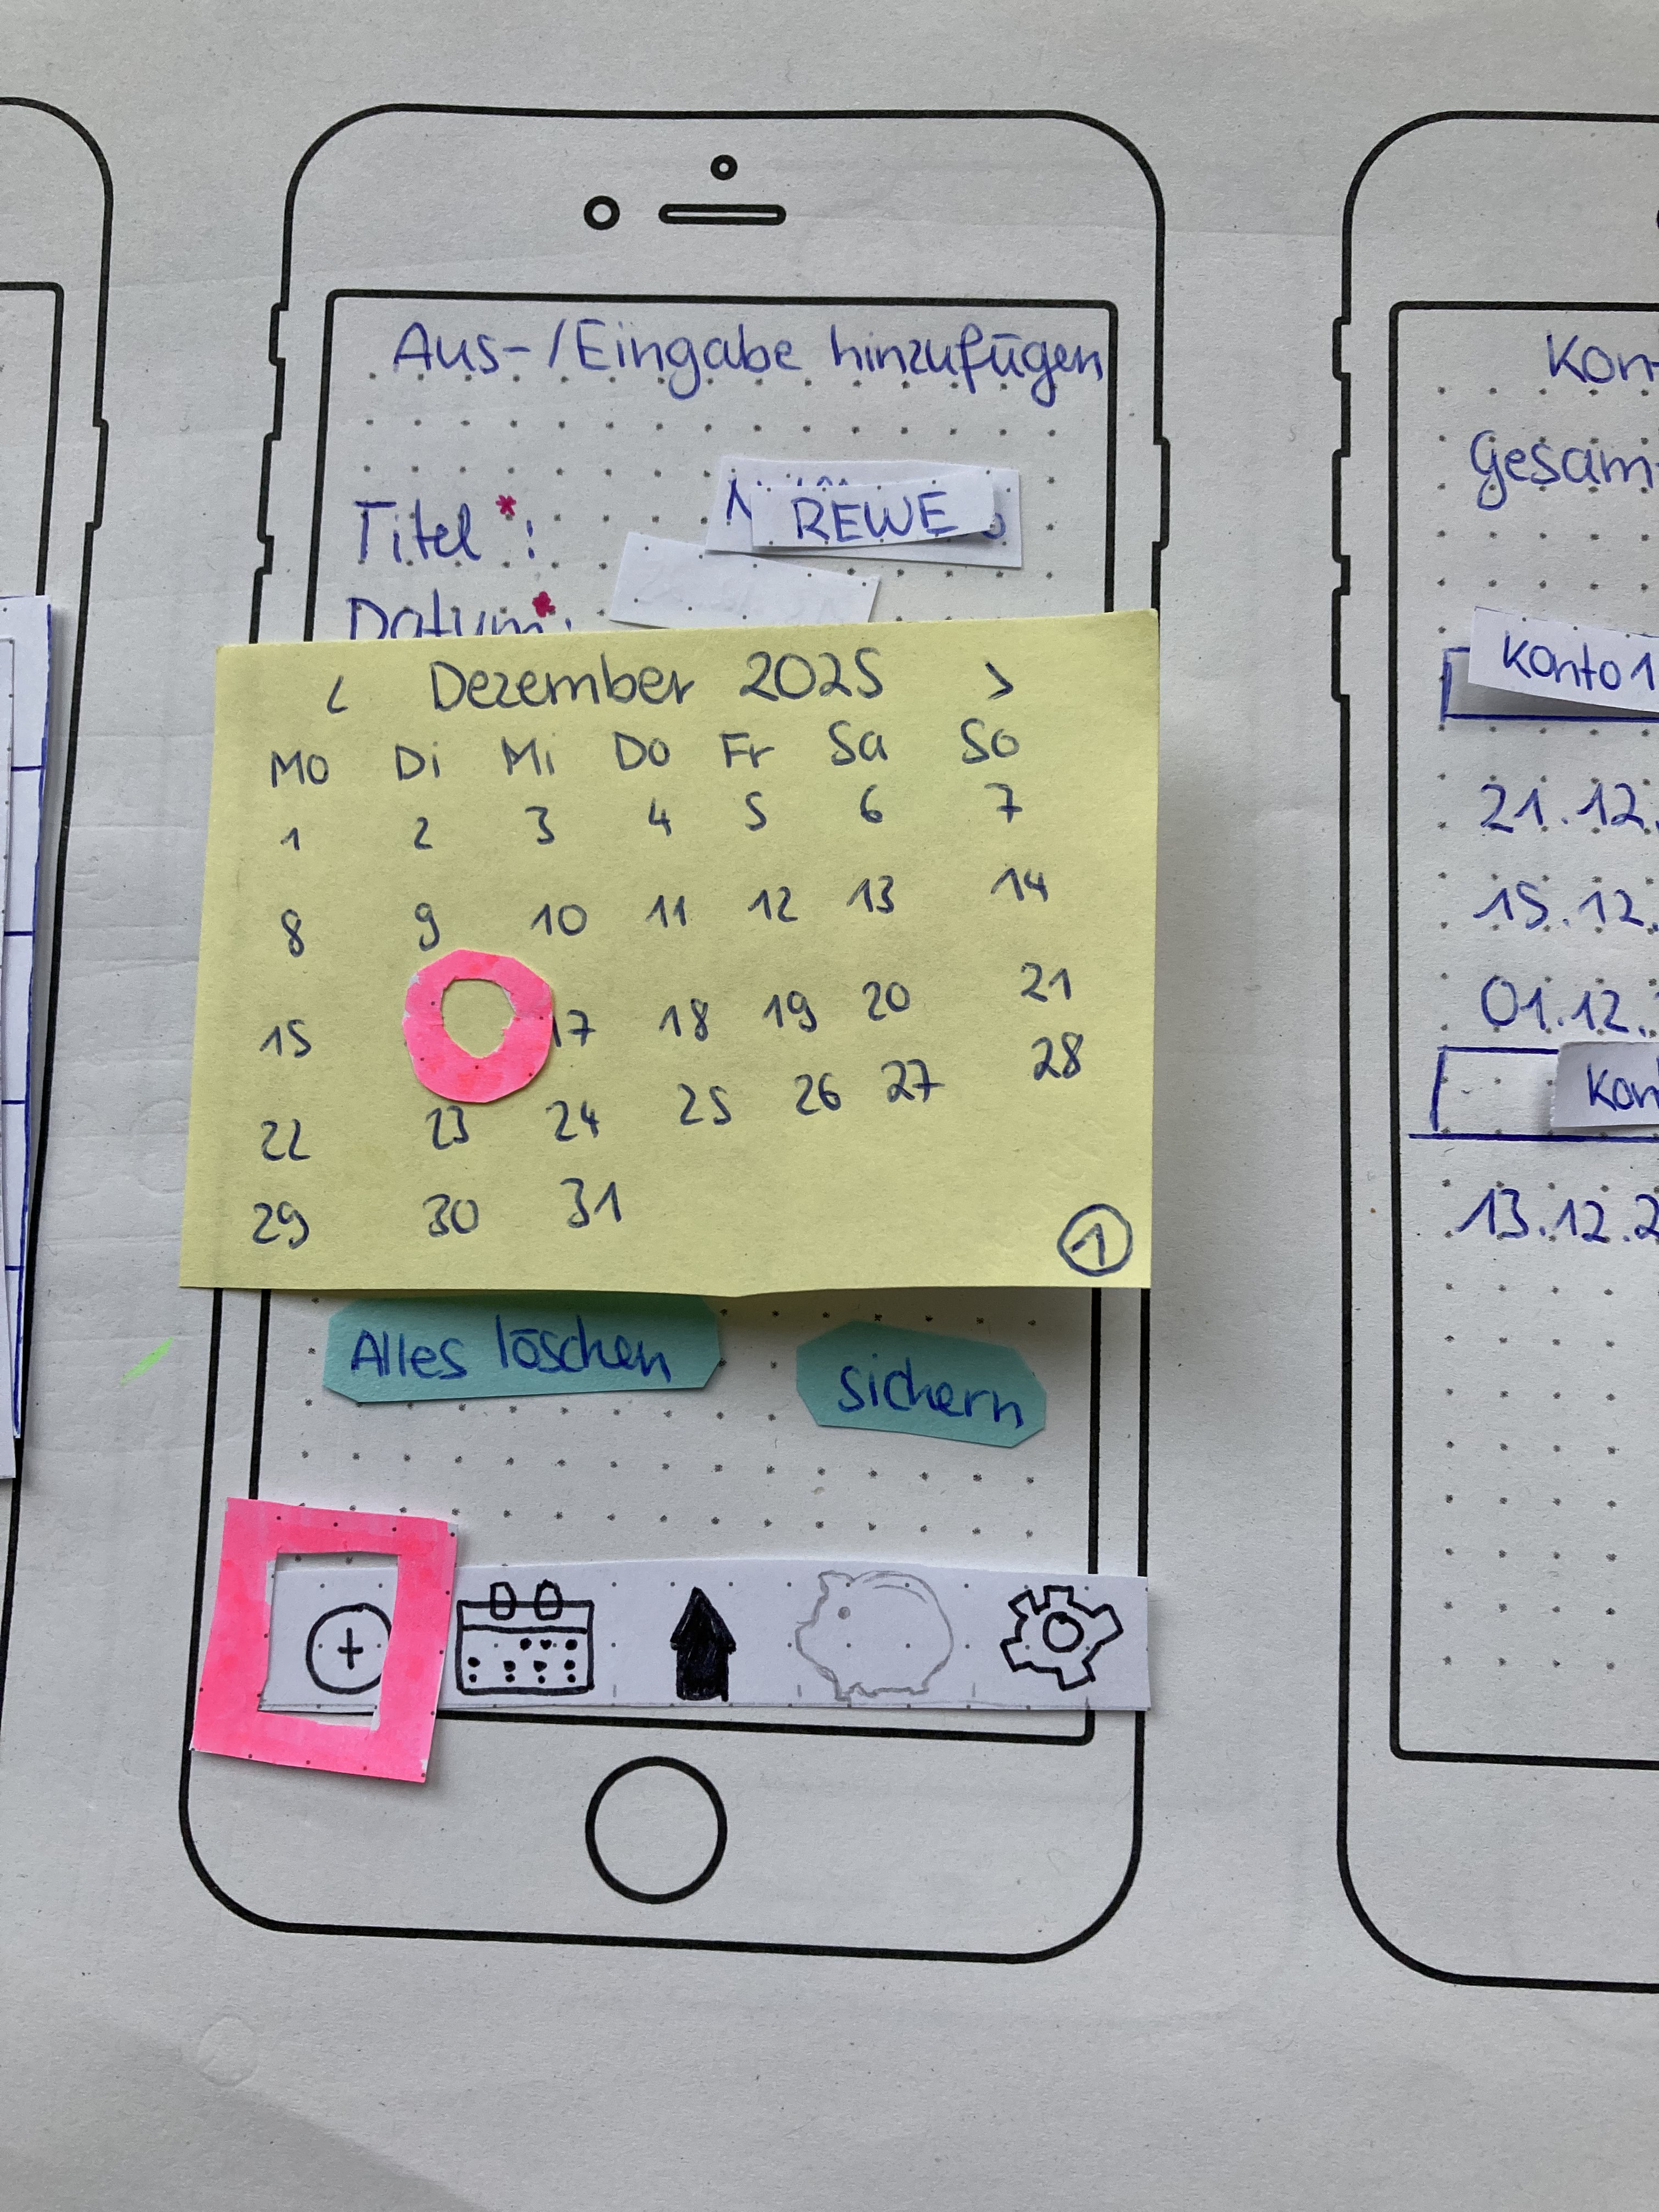 Aus-/Eingabe hinzufügen
Titel*: REWE
Datum*:
< Dezember 2025 >
Mo Di Mi Do Fr Sa So
1 2 3 4 5 6 7
8 9 10 11 12 13 14
15 17 18 19 20 21
22 23 24 25 26 27 28
29 30 31
1
Alles löschen
sichern
+
Kon
Gesam
Konto 1
21.12.
15.12.
01.12.
Kon
13.12.2